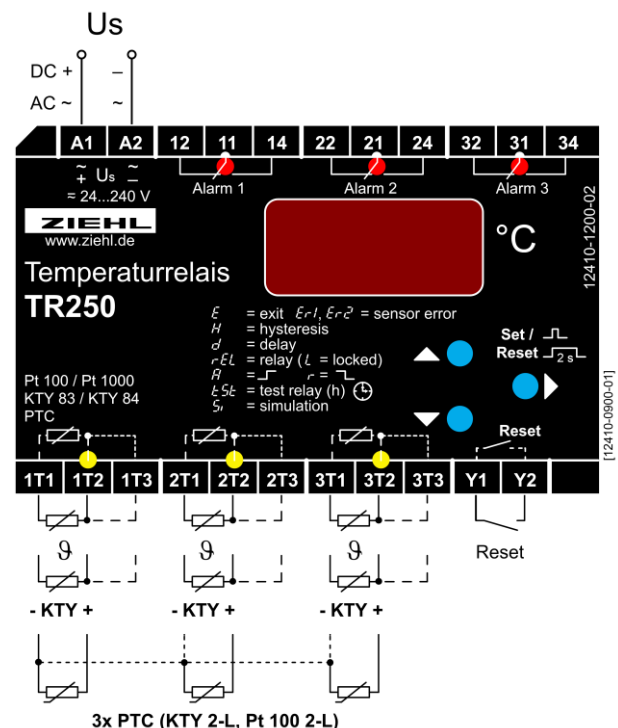 Us
DC + –
AC ~ ~
A1 A2 12 11 14 22 21 24 32 31 34
~ ~
+ Us –
≂ 24...240 V
Alarm 1 Alarm 2 Alarm 3
ZIEHL
www.ziehl.de
°C
12410-1200-02
Temperaturrelais
TR250
E = exit Er1, Er2 = sensor error
H = hysteresis
d = delay
rEL = relay (L = locked)
A = r =
tSt = test relay (h)
Si = simulation
Set /
Reset 2 s
Pt 100 / Pt 1000
KTY 83 / KTY 84
PTC
[12410-0900-01]
Reset
1T1 1T2 1T3 2T1 2T2 2T3 3T1 3T2 3T3 Y1 Y2
ϑ ϑ ϑ
Reset
- KTY + - KTY + - KTY +
3x PTC (KTY 2-L, Pt 100 2-L)